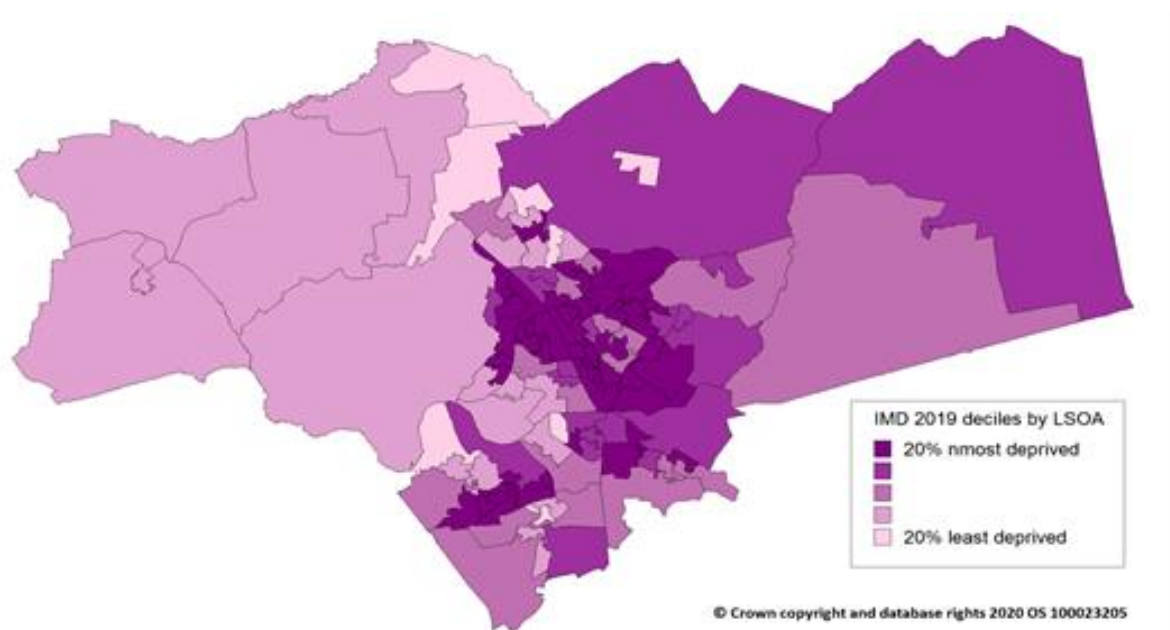 IMD 2019 deciles by LSOA
20% nmost deprived
20% least deprived
© Crown copyright and database rights 2020 OS 100023205